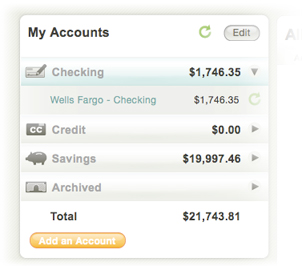 My Accounts Edit
Checking $1,746.35
Wells Fargo - Checking $1,746.35
CC Credit $0.00
Savings $19,997.46
Archived
Total $21,743.81
Add an Account